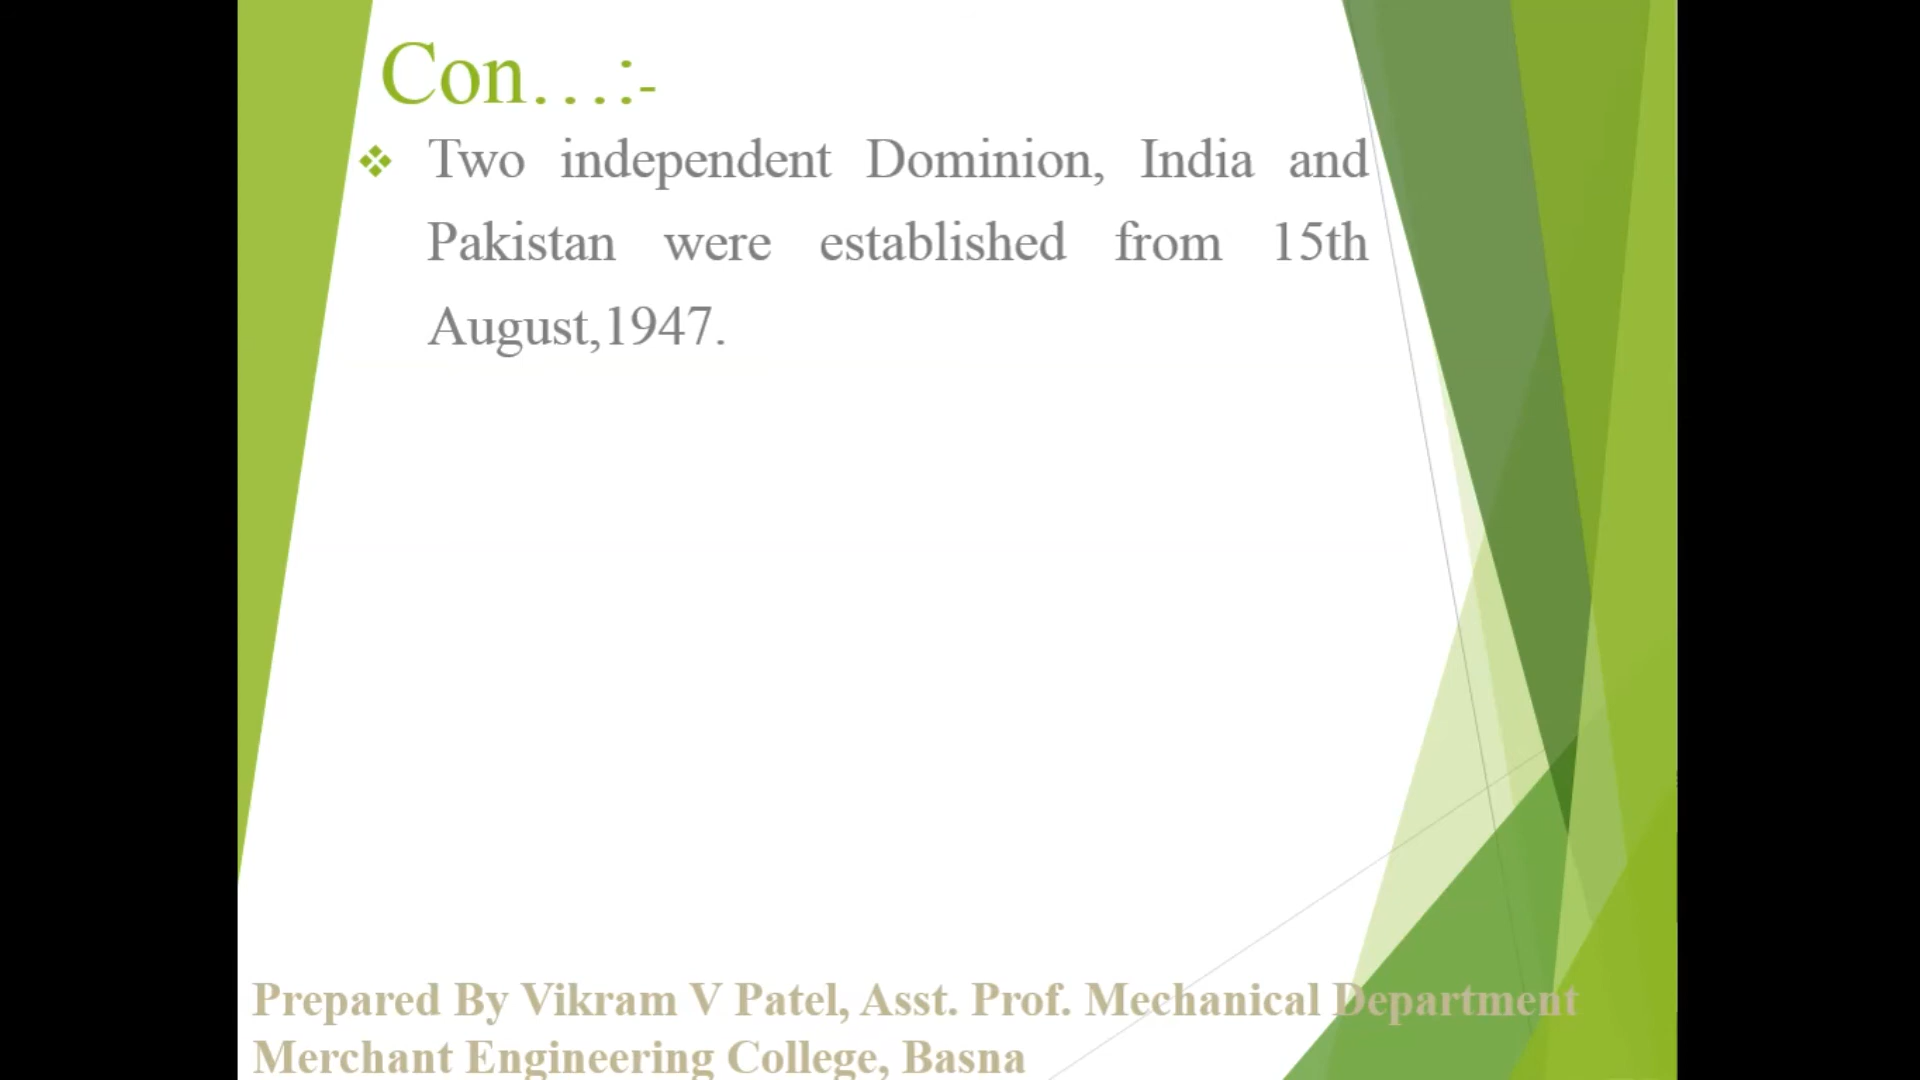 Con…:-
Two independent Dominion, India and
Pakistan were established from 15th
August,1947.
Prepared By Vikram V Patel, Asst. Prof. Mechanical Department
Merchant Engineering College, Basna